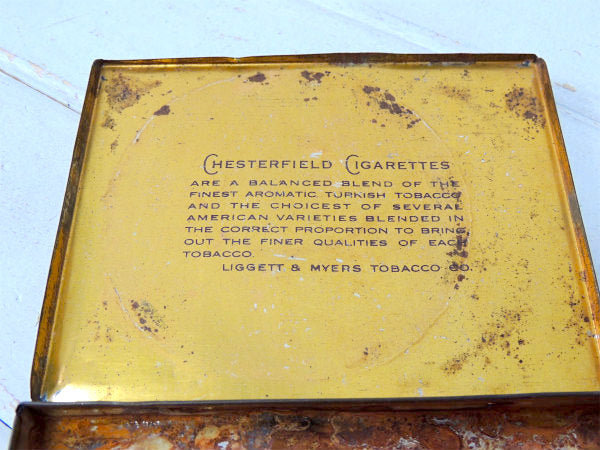 CHESTERFIELD CIGARETTES
ARE A BALANCED BLEND OF THE
FINEST AROMATIC TURKISH TOBACCO
AND THE CHOICEST OF SEVERAL
AMERICAN VARIETIES BLENDED IN
THE CORRECT PROPORTION TO BRING
OUT THE FINER QUALITIES OF EACH
TOBACCO.
LIGGETT & MYERS TOBACCO CO.